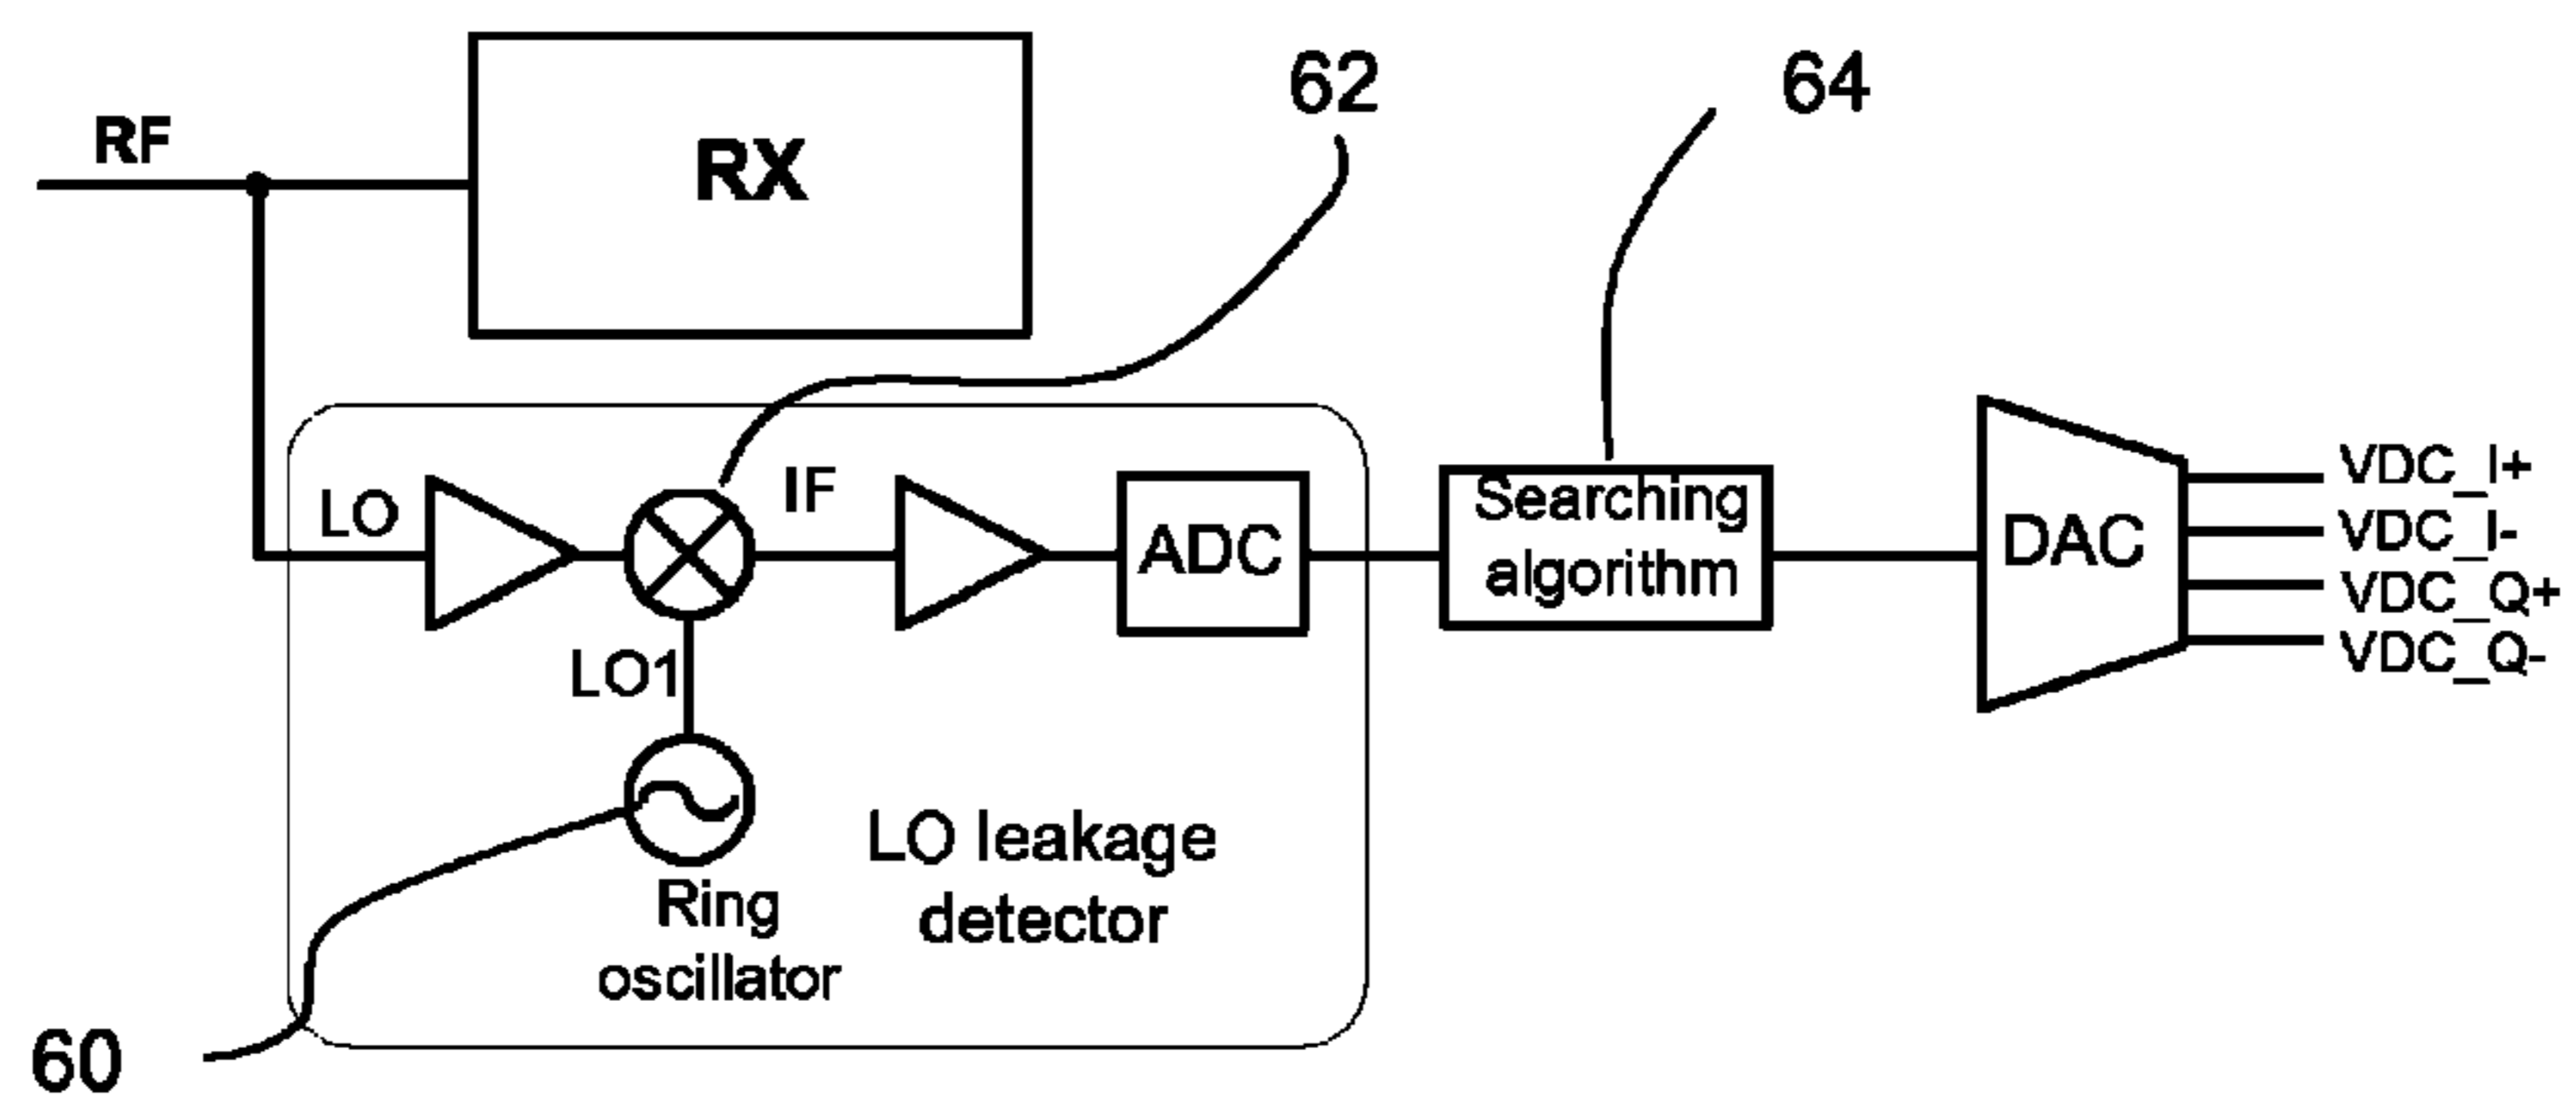 62
64
RF
RX
LO
IF
ADC
Searching
algorithm
DAC
VDC_I+
VDC_I-
VDC_Q+
VDC_Q-
LO1
LO leakage
detector
Ring
oscillator
60